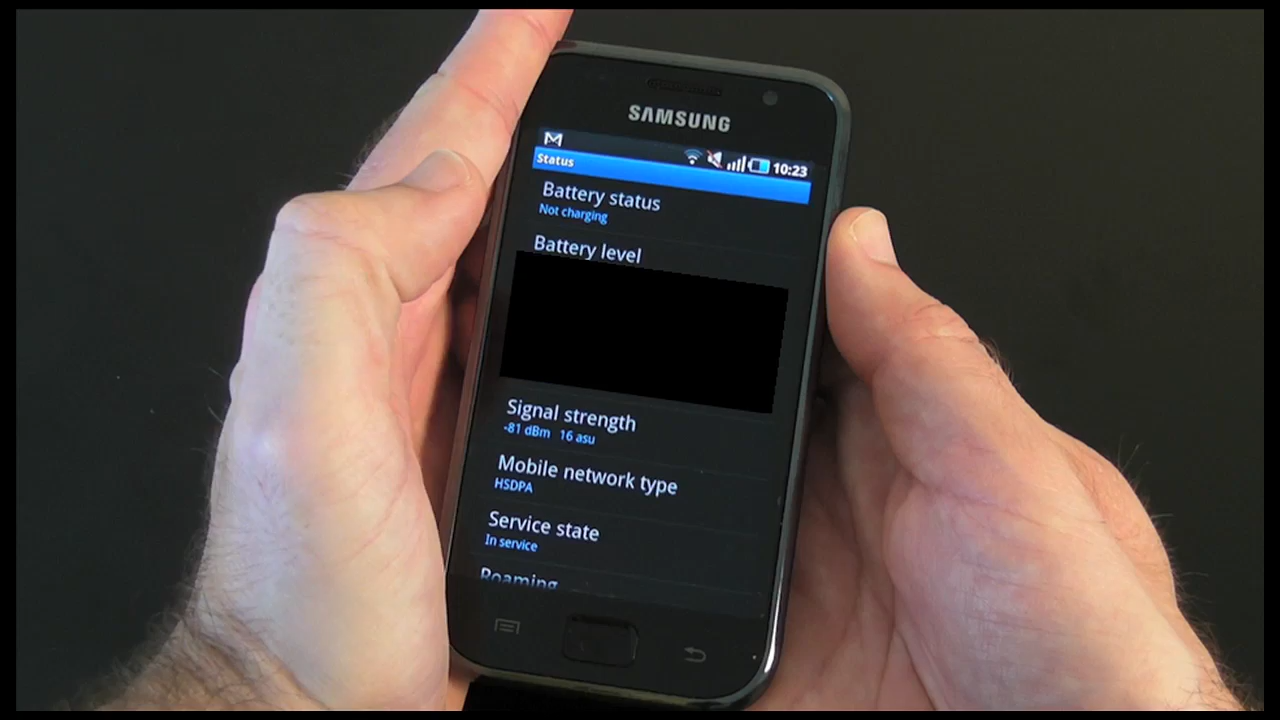 SAMSUNG
10:23
Status
Battery status
Not charging
Battery level
Signal strength
-81 dBm 16 asu
Mobile network type
HSDPA
Service state
In service
Roaming